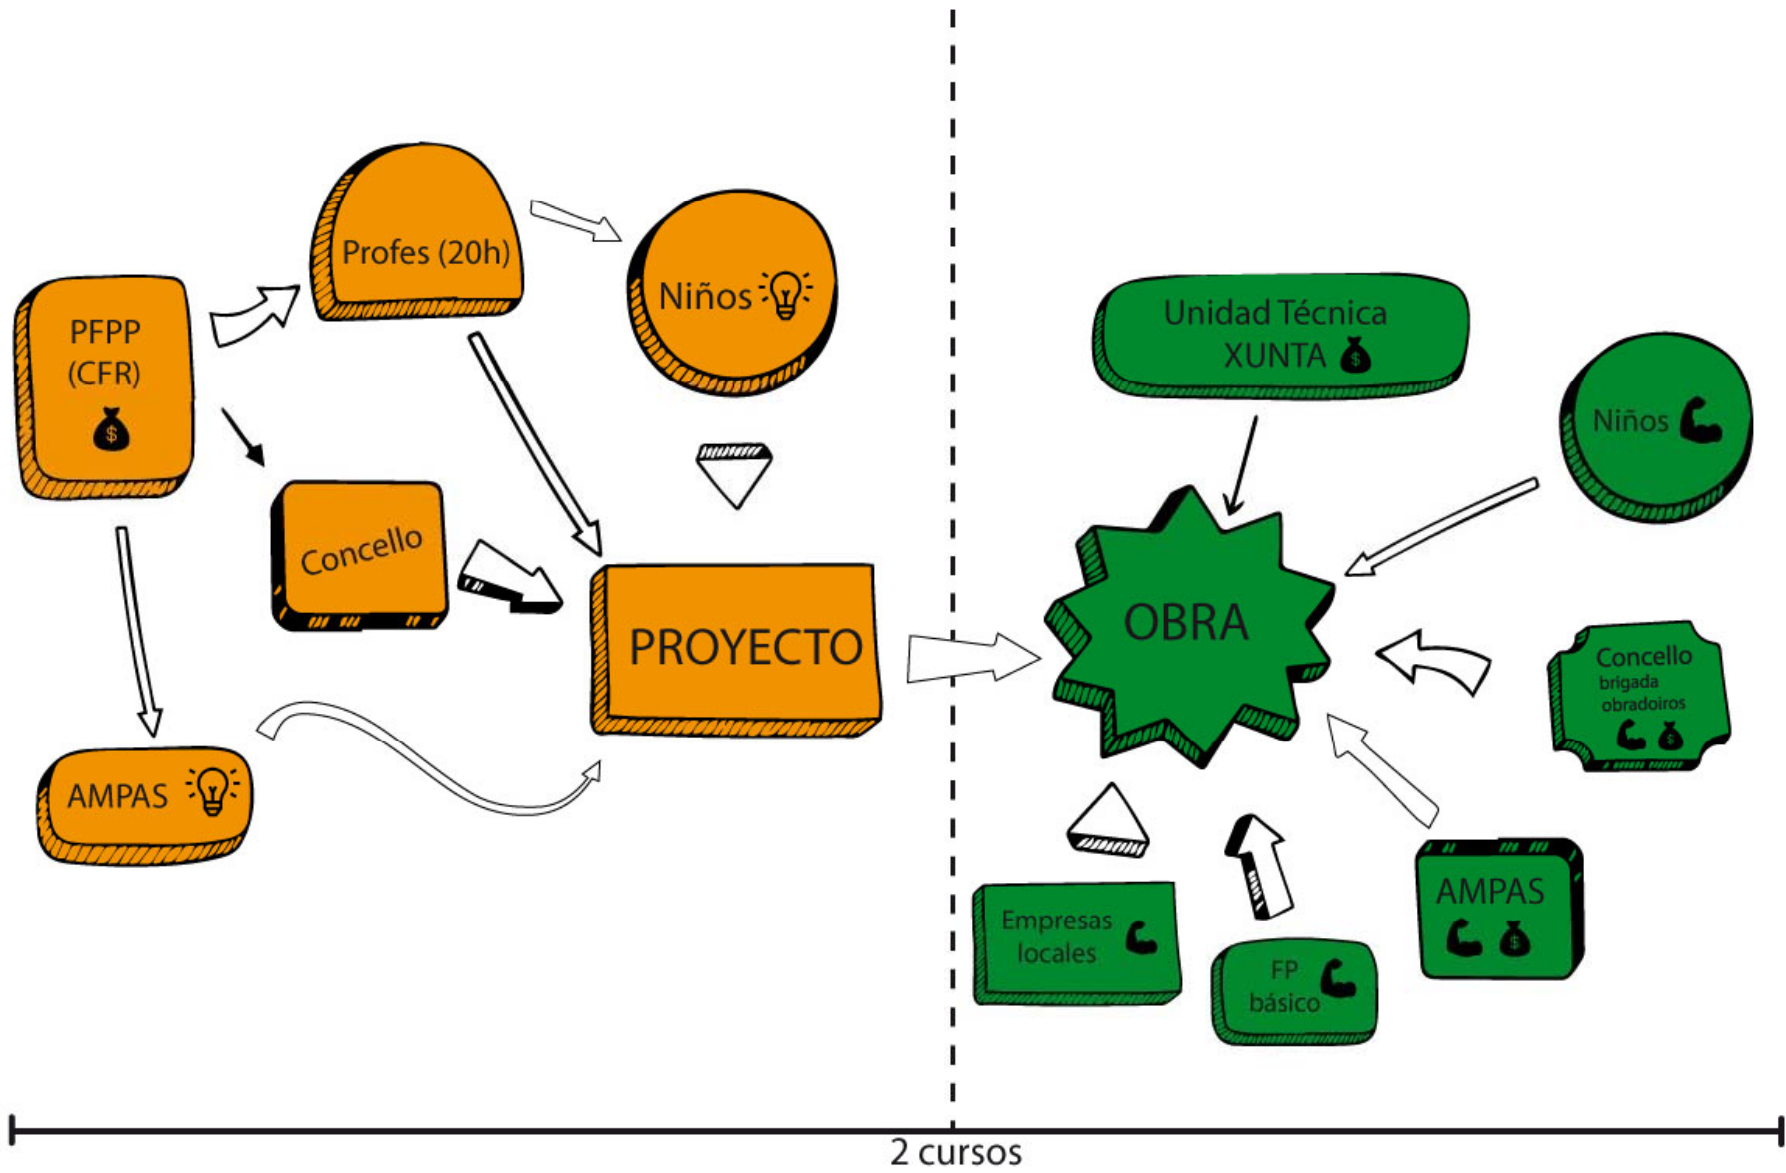 PFPP
(CFR)
$
Profes (20h)
Niños
Concello
PROYECTO
AMPAS
Unidad Técnica
XUNTA $
Niños
OBRA
Concello
brigada
obradoiros
$
Empresas
locales
FP
básico
AMPAS
$
2 cursos